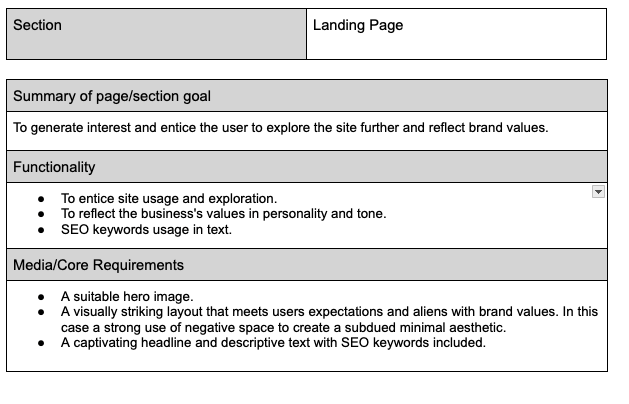 Section
Landing Page
Summary of page/section goal
To generate interest and entice the user to explore the site further and reflect brand values.
Functionality
● To entice site usage and exploration.
● To reflect the business's values in personality and tone.
● SEO keywords usage in text.
Media/Core Requirements
● A suitable hero image.
● A visually striking layout that meets users expectations and aliens with brand values. In this
case a strong use of negative space to create a subdued minimal aesthetic.
● A captivating headline and descriptive text with SEO keywords included.